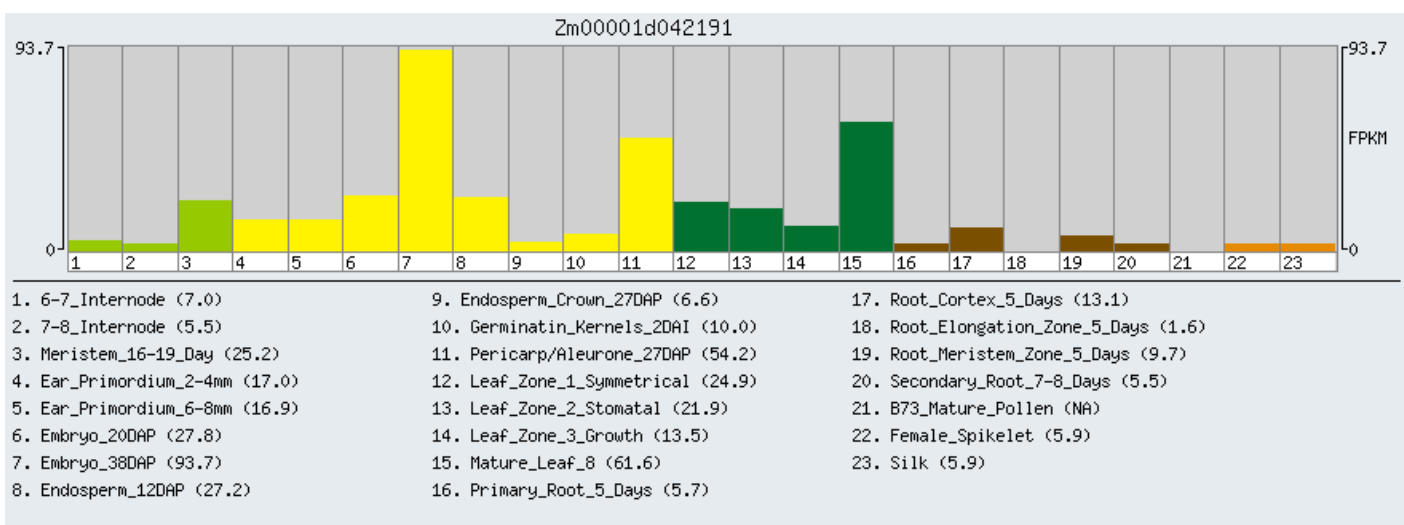 Zm00001d042191
93.7
93.7
FPKM
0
0
1 2 3 4 5 6 7 8 9 10 11 12 13 14 15 16 17 18 19 20 21 22 23
1. 6-7_Internode (7.0)
2. 7-8_Internode (5.5)
3. Meristem_16-19_Day (25.2)
4. Ear_Primordium_2-4mm (17.0)
5. Ear_Primordium_6-8mm (16.9)
6. Embryo_20DAP (27.8)
7. Embryo_38DAP (93.7)
8. Endosperm_12DAP (27.2)
9. Endosperm_Crown_27DAP (6.6)
10. Germinatin_Kernels_2DAI (10.0)
11. Pericarp/Aleurone_27DAP (54.2)
12. Leaf_Zone_1_Symmetrical (24.9)
13. Leaf_Zone_2_Stomatal (21.9)
14. Leaf_Zone_3_Growth (13.5)
15. Mature_Leaf_8 (61.6)
16. Primary_Root_5_Days (5.7)
17. Root_Cortex_5_Days (13.1)
18. Root_Elongation_Zone_5_Days (1.6)
19. Root_Meristem_Zone_5_Days (9.7)
20. Secondary_Root_7-8_Days (5.5)
21. B73_Mature_Pollen (NA)
22. Female_Spikelet (5.9)
23. Silk (5.9)